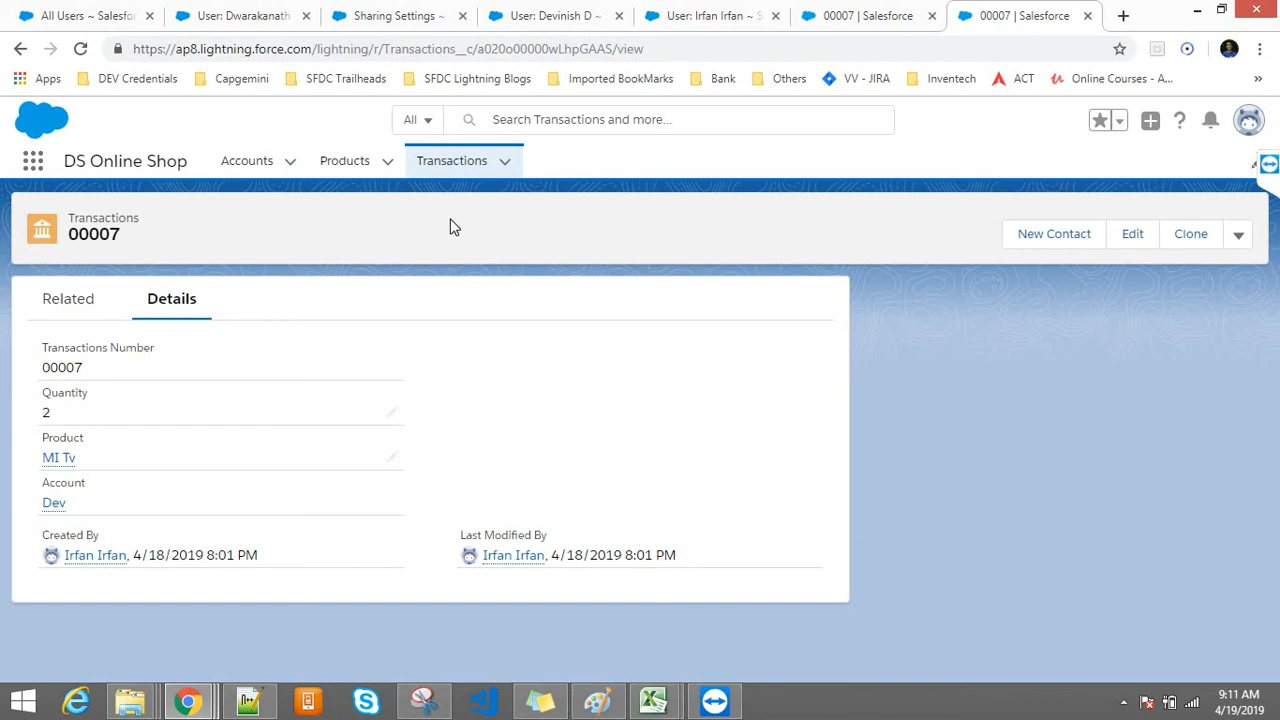 All Users ~ Salesfo
User: Dwarakanath
Sharing Settings ~
User: Devinish D ~
User: Irfan Irfan ~ S
00007 | Salesforce
00007 | Salesforce
https://ap8.lightning.force.com/lightning/r/Transactions__c/a020o00000wLhpGAAS/view
Apps
DEV Credentials
Capgemini
SFDC Trailheads
SFDC Lightning Blogs
Imported BookMarks
Bank
Others
VV - JIRA
Inventech
ACT
Online Courses - A...
»
All
Search Transactions and more...
DS Online Shop
Accounts
Products
Transactions
Transactions
00007
New Contact
Edit
Clone
Related
Details
Transactions Number
00007
Quantity
2
Product
MI Tv
Account
Dev
Created By
Irfan Irfan, 4/18/2019 8:01 PM
Last Modified By
Irfan Irfan, 4/18/2019 8:01 PM
9:11 AM
4/19/2019